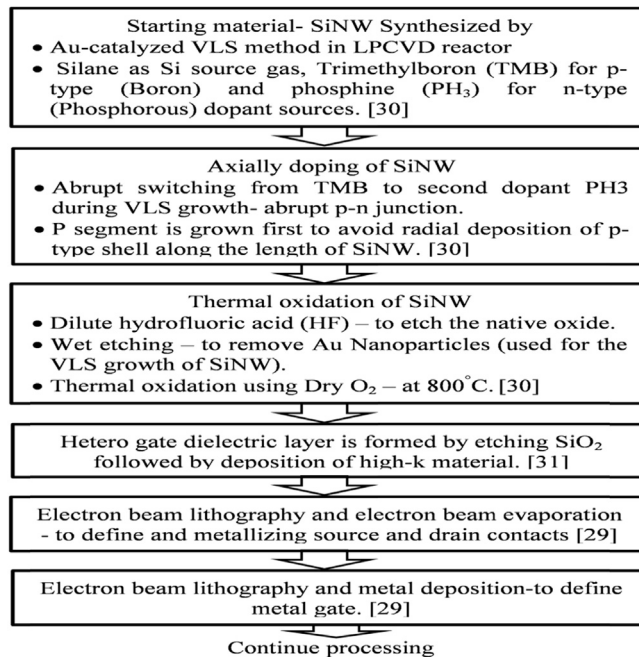 Starting material- SiNW Synthesized by
• Au-catalyzed VLS method in LPCVD reactor
• Silane as Si source gas, Trimethylboron (TMB) for p-
type (Boron) and phosphine (PH₃) for n-type
(Phosphorous) dopant sources. [30]
Axially doping of SiNW
• Abrupt switching from TMB to second dopant PH3
during VLS growth- abrupt p-n junction.
• P segment is grown first to avoid radial deposition of p-
type shell along the length of SiNW. [30]
Thermal oxidation of SiNW
• Dilute hydrofluoric acid (HF) – to etch the native oxide.
• Wet etching – to remove Au Nanoparticles (used for the
VLS growth of SiNW).
• Thermal oxidation using Dry O₂ – at 800°C. [30]
Hetero gate dielectric layer is formed by etching SiO₂
followed by deposition of high-k material. [31]
Electron beam lithography and electron beam evaporation
- to define and metallizing source and drain contacts [29]
Electron beam lithography and metal deposition-to define
metal gate. [29]
Continue processing